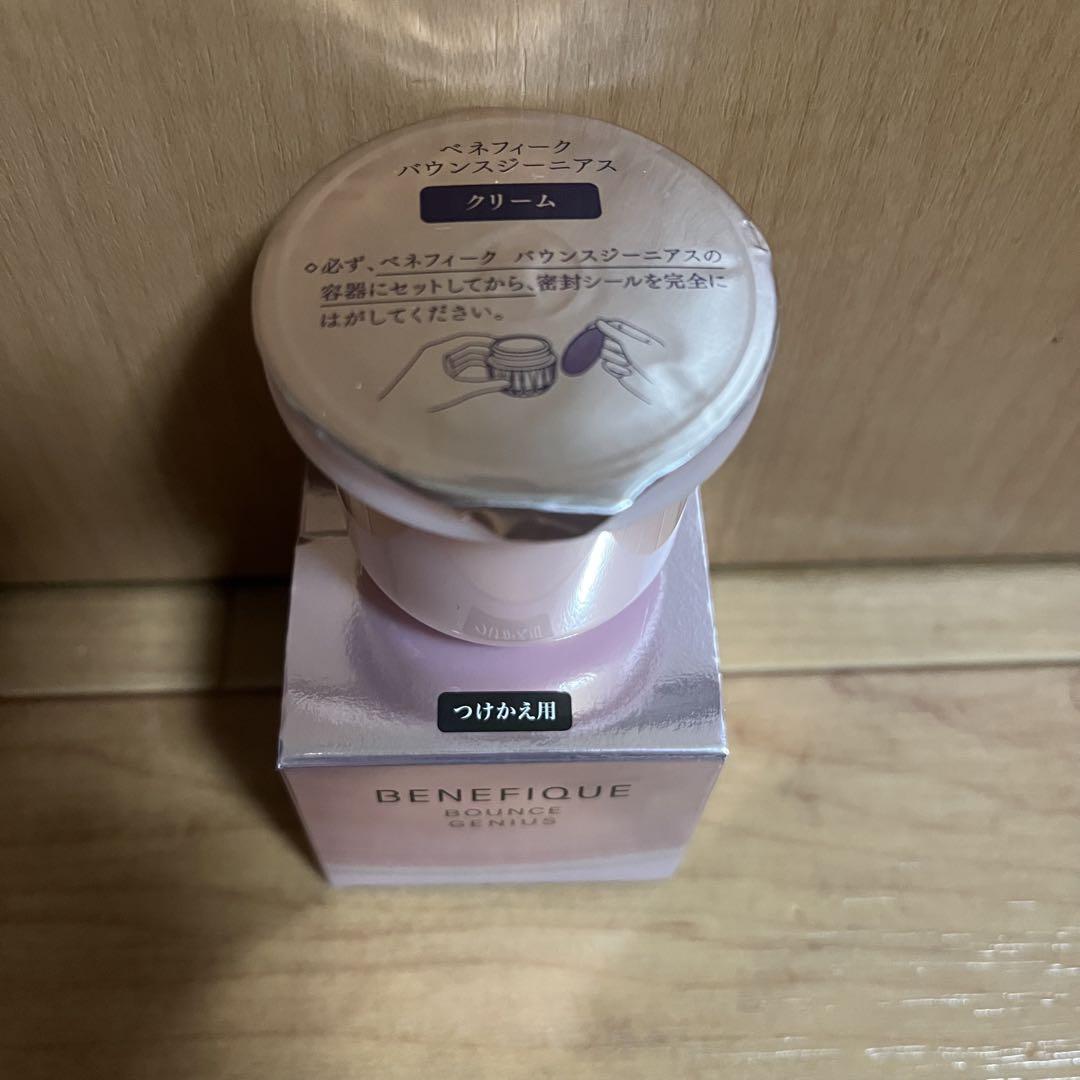 ベネフィーク
バウンスジーニアス
クリーム
◇必ず、ベネフィーク バウンスジーニアスの
容器にセットしてから、密封シールを完全に
はがしてください。
つけかえ用
BENEFIQUE
BOUNCE
GENIUS